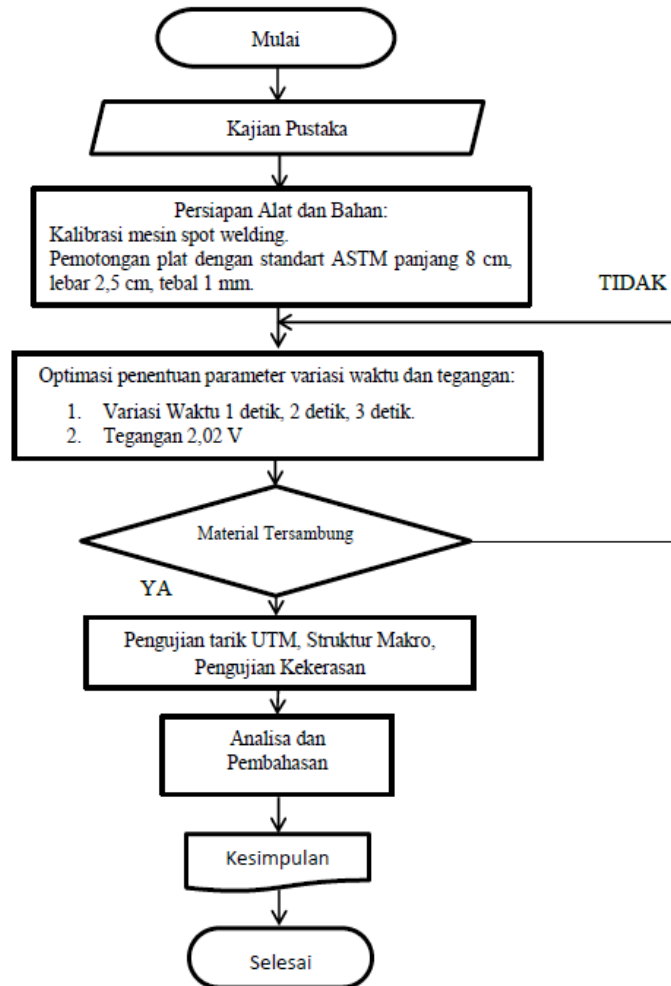 Mulai
Kajian Pustaka
Persiapan Alat dan Bahan:
Kalibrasi mesin spot welding.
Pemotongan plat dengan standart ASTM panjang 8 cm,
lebar 2,5 cm, tebal 1 mm.
TIDAK
Optimasi penentuan parameter variasi waktu dan tegangan:
1. Variasi Waktu 1 detik, 2 detik, 3 detik.
2. Tegangan 2,02 V
Material Tersambung
YA
Pengujian tarik UTM, Struktur Makro,
Pengujian Kekerasan
Analisa dan
Pembahasan
Kesimpulan
Selesai